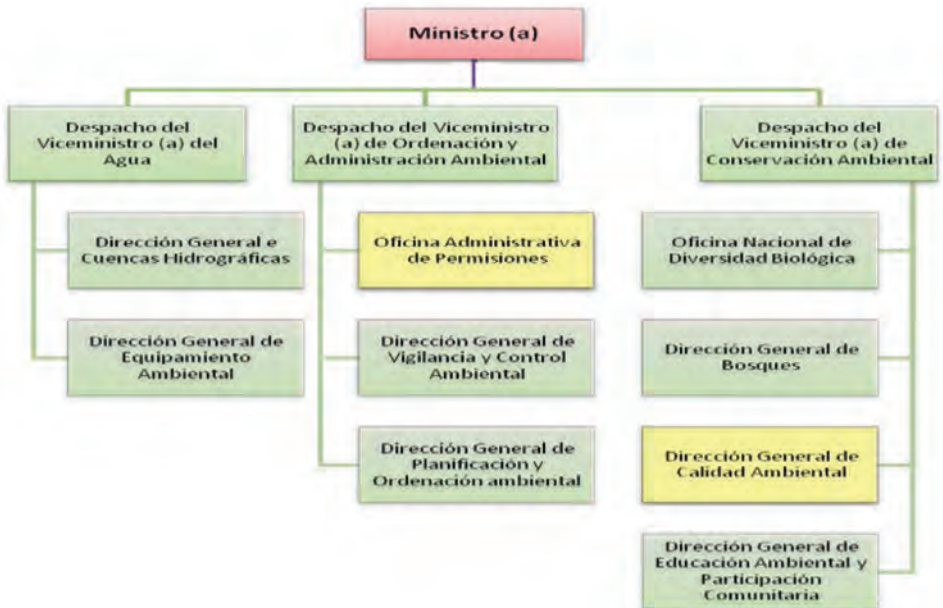 Ministro (a)
Despacho del
Viceministro (a) del
Agua
Despacho del Viceministro
(a) de Ordenación y
Administración Ambiental
Despacho del
Viceministro (a) de
Conservación Ambiental
Dirección General e
Cuencas Hidrográficas
Dirección General de
Equipamiento
Ambiental
Oficina Administrativa
de Permisiones
Dirección General de
Vigilancia y Control
Ambiental
Dirección General de
Planificación y
Ordenación ambiental
Oficina Nacional de
Diversidad Biológica
Dirección General de
Bosques
Dirección General de
Calidad Ambiental
Dirección General de
Educación Ambiental y
Participación
Comunitaria